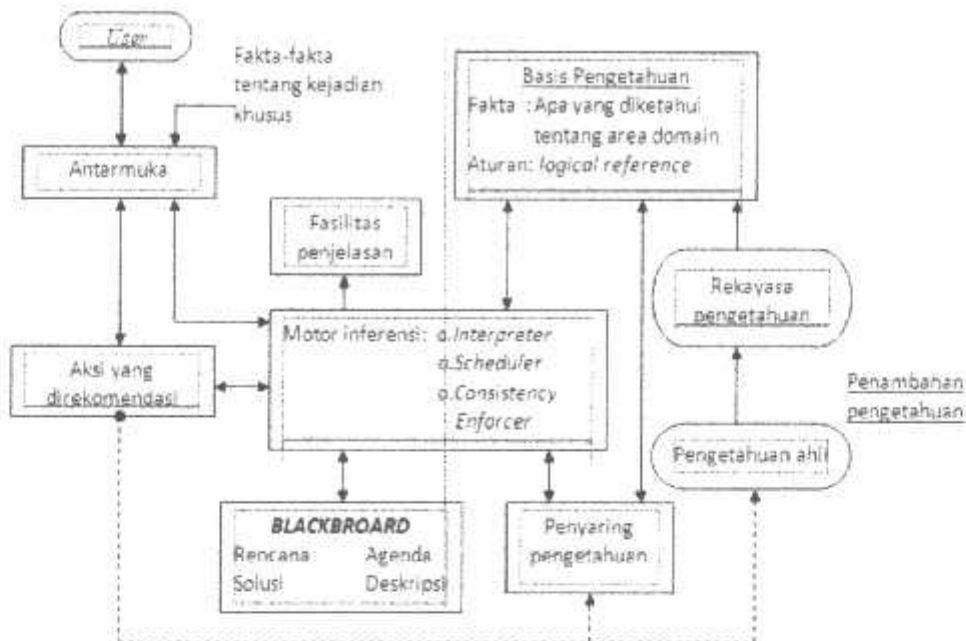 User
Fakta-fakta
tentang kejadian
khusus
Antarmuka
Basis Pengetahuan
Fakta : Apa yang diketahui
tentang area domain
Aturan: logical reference
Fasilitas
penjelasan
Rekayasa
pengetahuan
Motor inferensi: o.Interpreter
o.Scheduler
o.Consistency
Enforcer
Aksi yang
direkomendasi
Penambahan
pengetahuan
Pengetahuan ahli
BLACKBROARD
Rencana Agenda
Solusi Deskripsi
Penyaring
pengetahuan